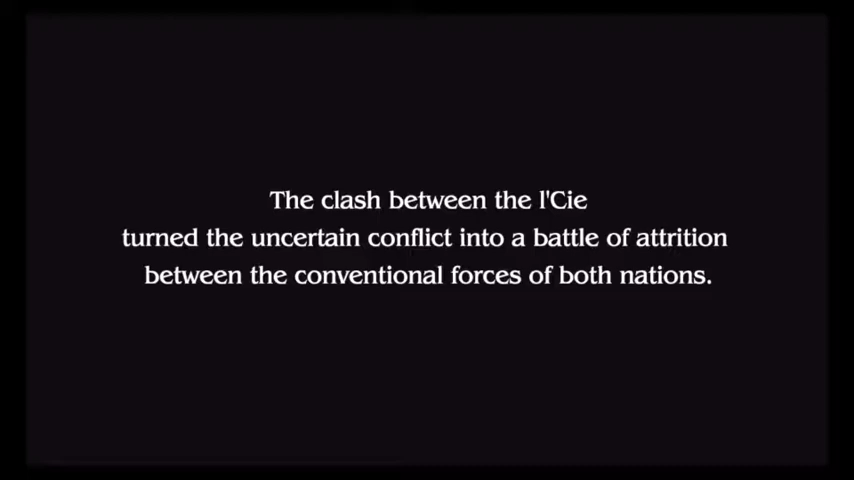 The clash between the l'Cie
turned the uncertain conflict into a battle of attrition
between the conventional forces of both nations.